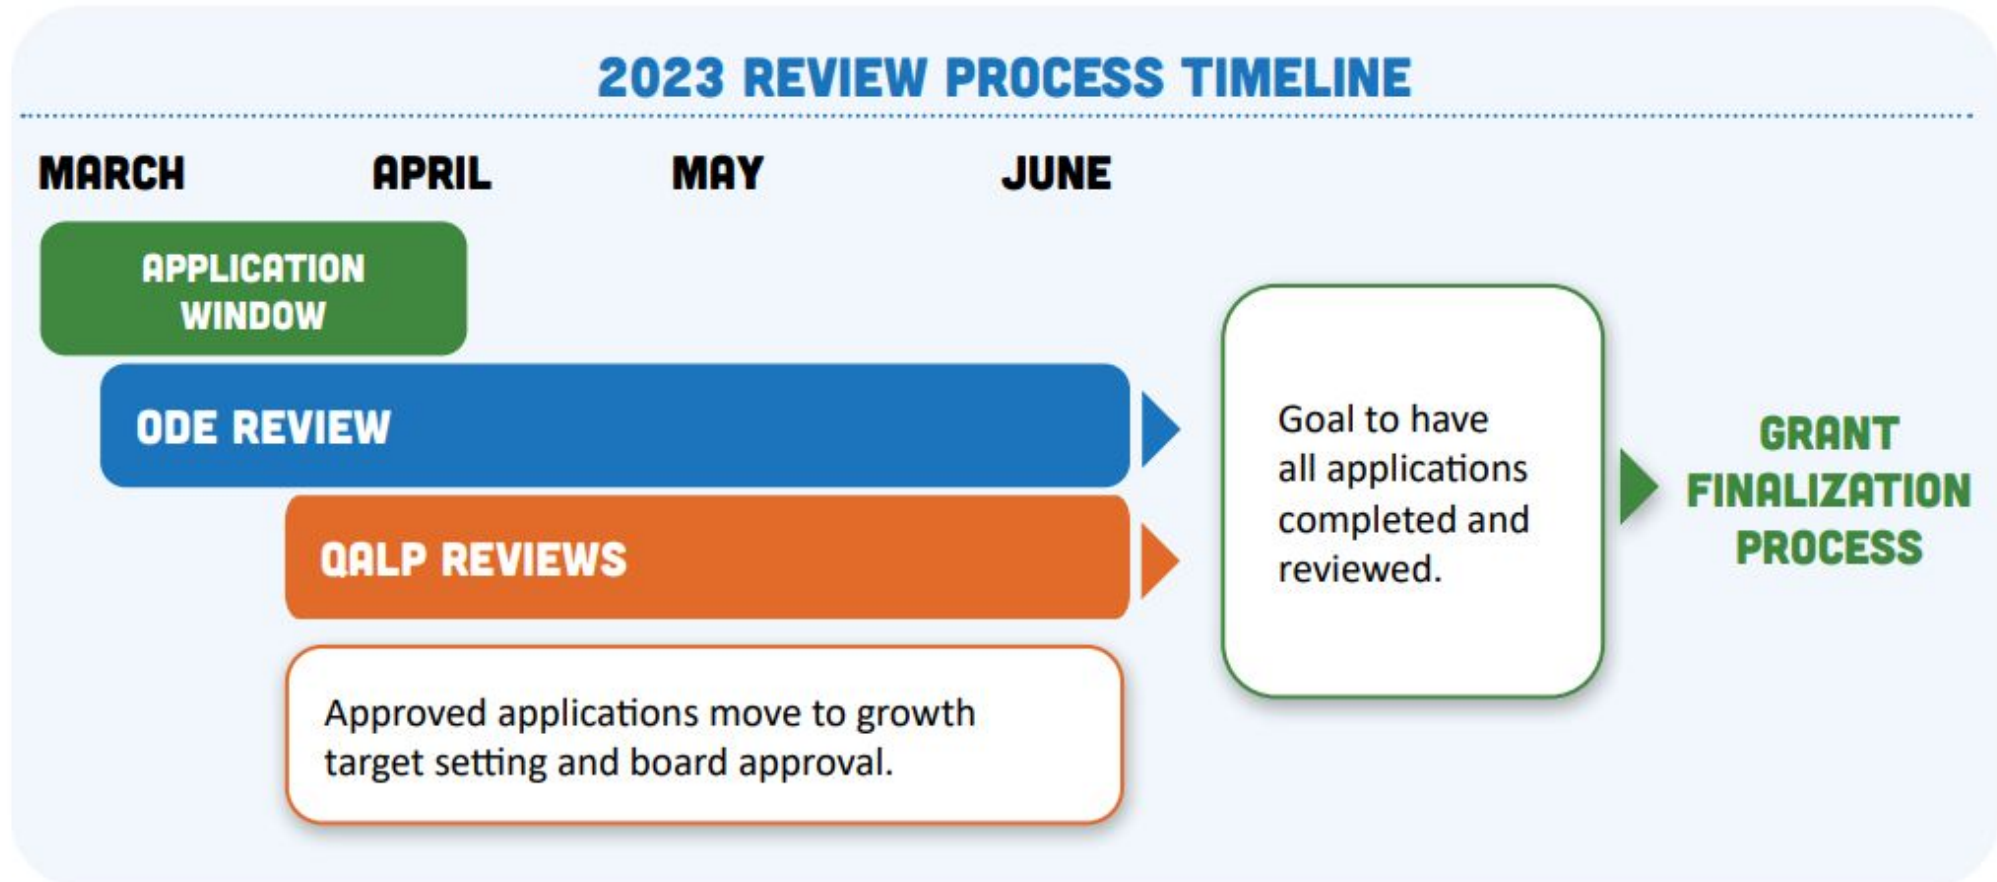 2023 REVIEW PROCESS TIMELINE
MARCH APRIL MAY JUNE
APPLICATION
WINDOW
ODE REVIEW
QALP REVIEWS
Approved applications move to growth
target setting and board approval.
Goal to have
all applications
completed and
reviewed.
GRANT
FINALIZATION
PROCESS